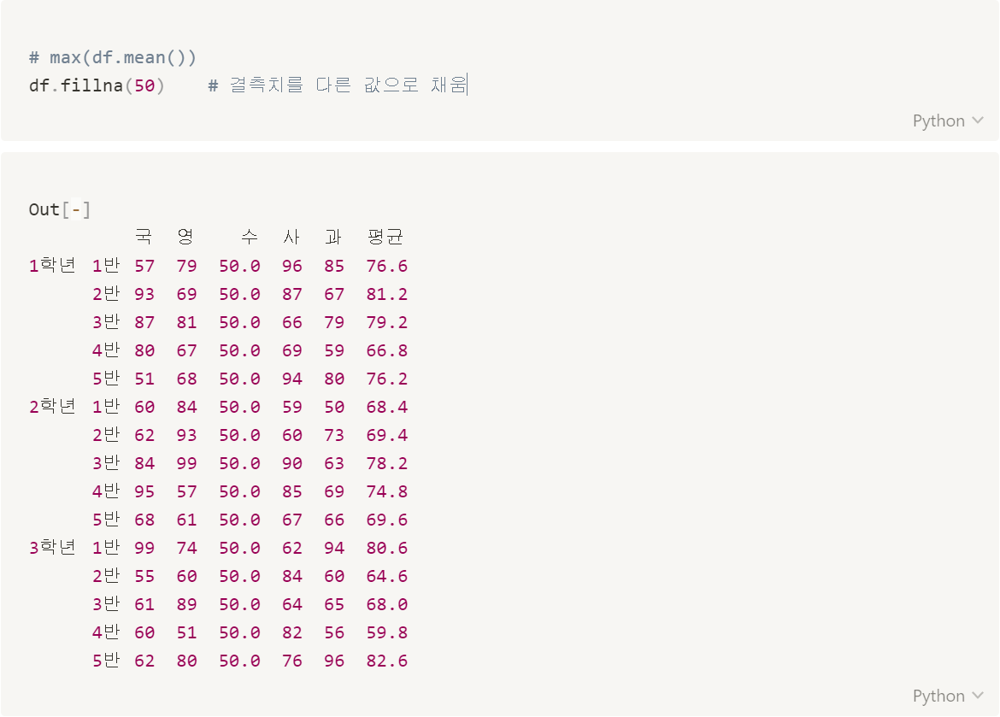 # max(df.mean())
df.fillna(50)    # 결측치를 다른 값으로 채움
Python
Out[-]
국 영 수 사 과 평균
1학년 1반 57 79 50.0 96 85 76.6
2반 93 69 50.0 87 67 81.2
3반 87 81 50.0 66 79 79.2
4반 80 67 50.0 69 59 66.8
5반 51 68 50.0 94 80 76.2
2학년 1반 60 84 50.0 59 50 68.4
2반 62 93 50.0 60 73 69.4
3반 84 99 50.0 90 63 78.2
4반 95 57 50.0 85 69 74.8
5반 68 61 50.0 67 66 69.6
3학년 1반 99 74 50.0 62 94 80.6
2반 55 60 50.0 84 60 64.6
3반 61 89 50.0 64 65 68.0
4반 60 51 50.0 82 56 59.8
5반 62 80 50.0 76 96 82.6
Python